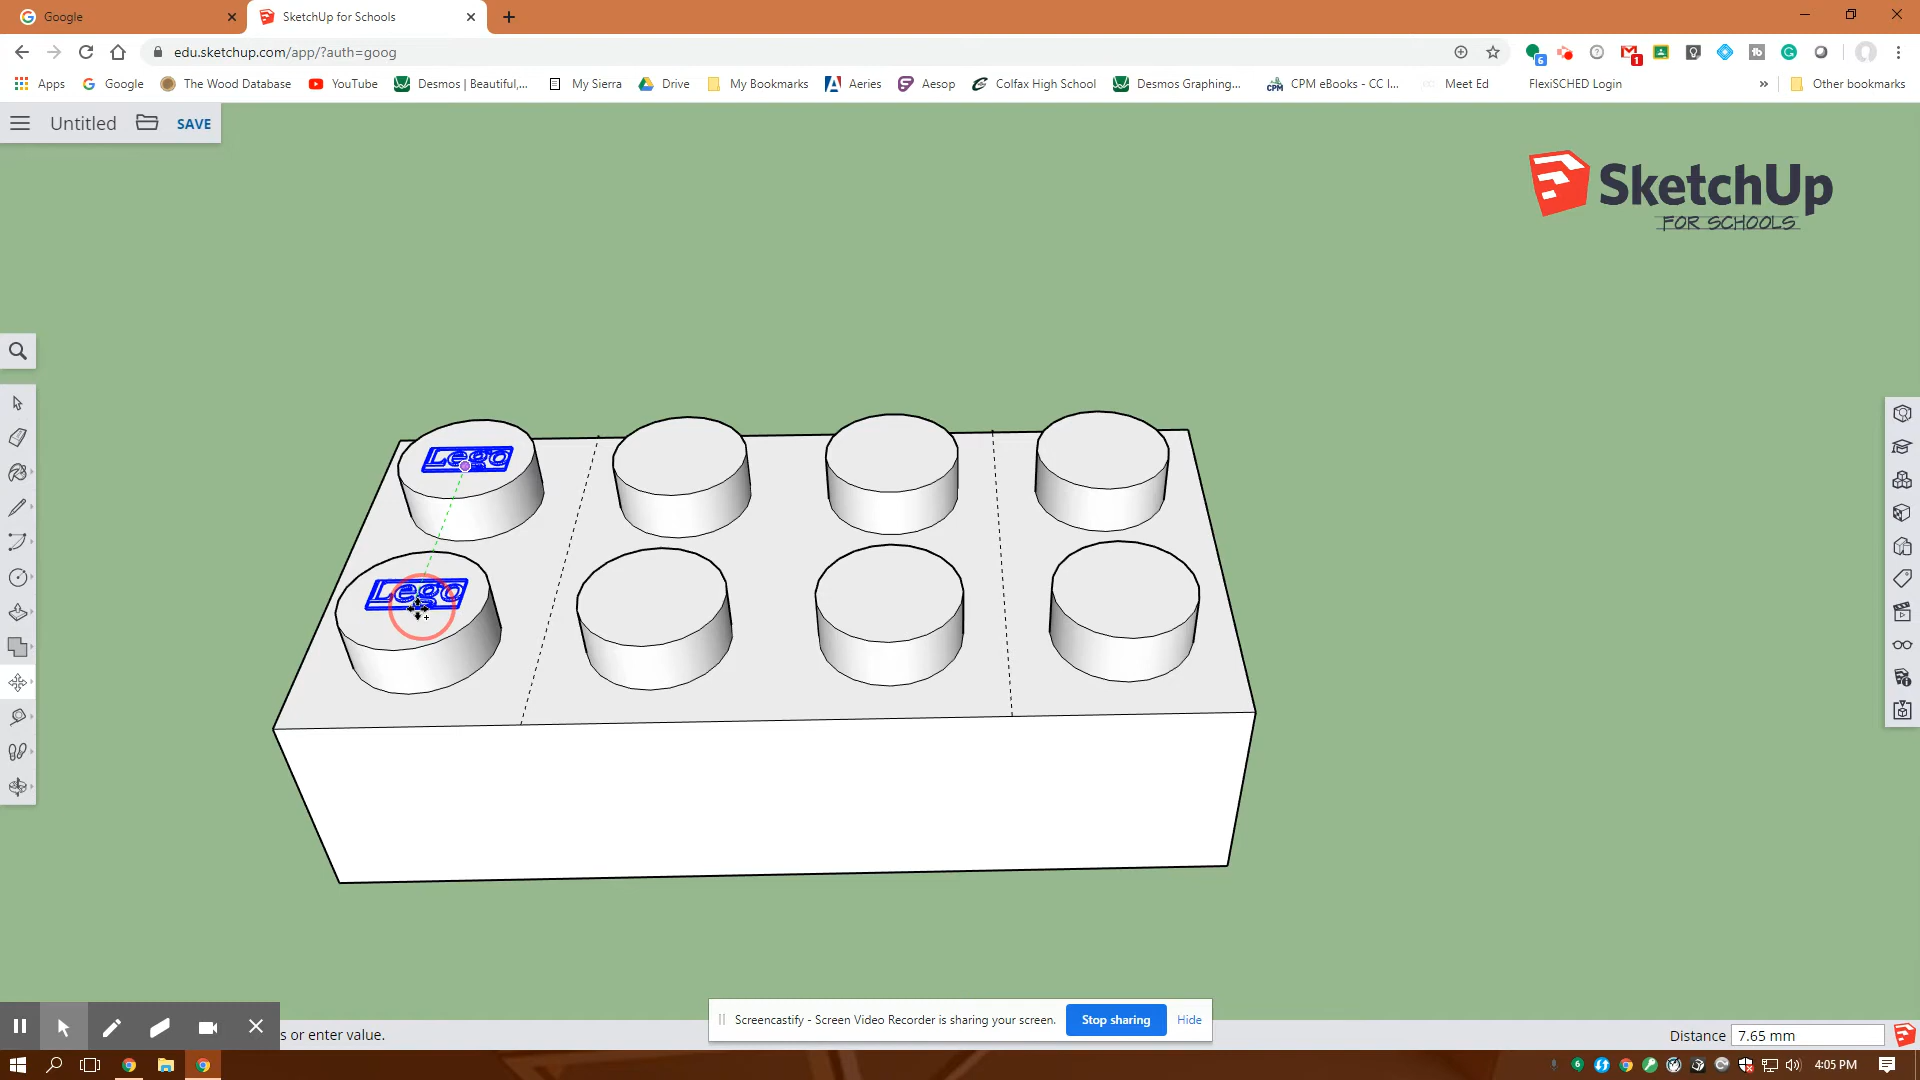 Google
SketchUp for Schools
edu.sketchup.com/app/?auth=goog
6
1
Apps
Google
The Wood Database
YouTube
Desmos | Beautiful,...
My Sierra
Drive
My Bookmarks
Aeries
Aesop
Colfax High School
Desmos Graphing...
CPM
CPM eBooks - CC I...
Meet Ed
FlexiSCHED Login
»
Other bookmarks
Untitled
SAVE
SketchUp
FOR SCHOOLS
Lego
Lego
Screencastify - Screen Video Recorder is sharing your screen.
Stop sharing
Hide
s or enter value.
Distance
7.65 mm
4:05 PM